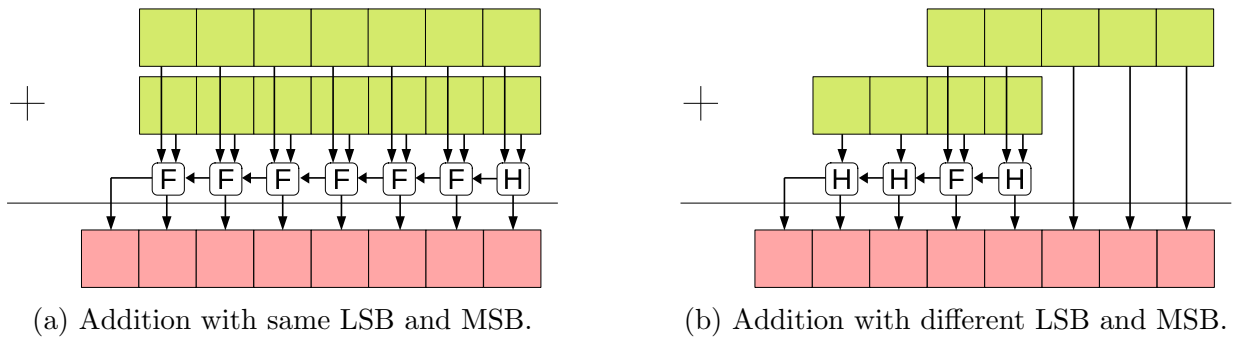 +
F F F F F F H
(a) Addition with same LSB and MSB.
+
H H F H
(b) Addition with different LSB and MSB.